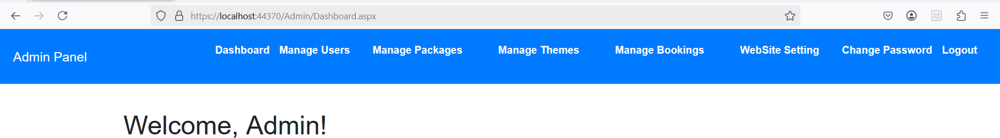 https://localhost:44370/Admin/Dashboard.aspx
Admin Panel
Dashboard Manage Users Manage Packages Manage Themes Manage Bookings WebSite Setting Change Password Logout
Welcome, Admin!